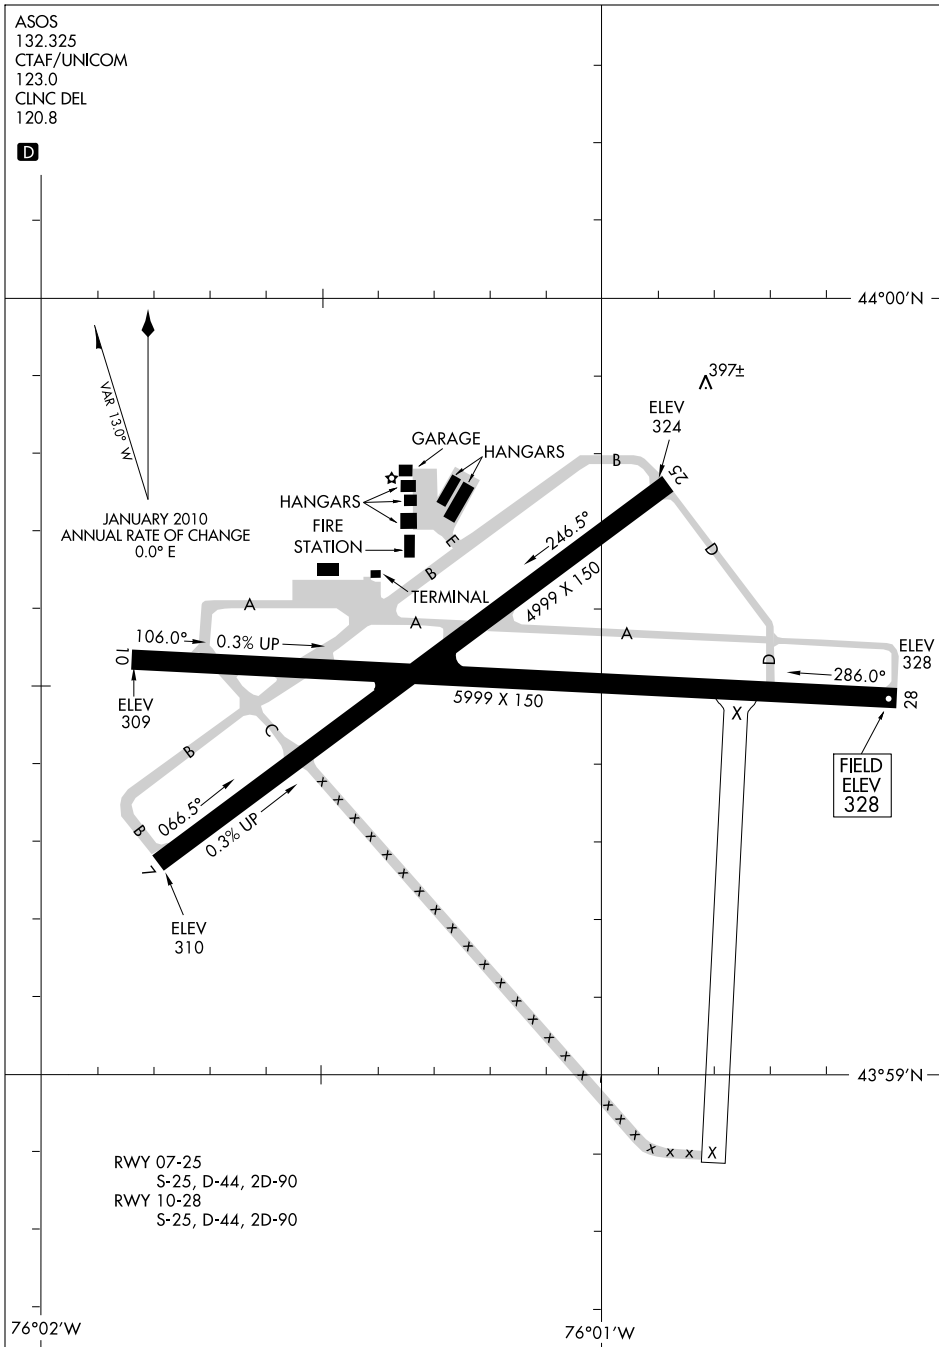 ASOS
132.325
CTAF/UNICOM
123.0
CLNC DEL
120.8
D
44°00'N
397±
VAR 13.0° W
JANUARY 2010
ANNUAL RATE OF CHANGE
0.0° E
ELEV
324
25
GARAGE
HANGARS
HANGARS
FIRE
STATION
TERMINAL
B
E
B
D
246.5°
4999 X 150
A
A
A
106.0°
0.3% UP
10
ELEV
309
5999 X 150
D
286.0°
ELEV
328
28
FIELD
ELEV
328
X
C
B
B
066.5°
0.3% UP
7
ELEV
310
x x x x x x x x x x x x x x x x x x x x x x x
X
43°59'N
RWY 07-25
S-25, D-44, 2D-90
RWY 10-28
S-25, D-44, 2D-90
76°02'W
76°01'W